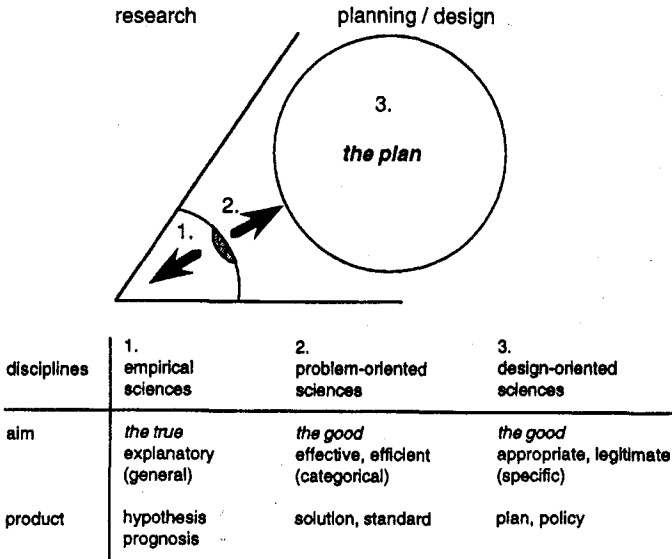 research planning / design
3.
the plan
2.
1.
1. 2. 3.
disciplines empirical problem-oriented design-oriented
sciences sciences sciences
aim the true the good the good
explanatory effective, efficient appropriate, legitimate
(general) (categorical) (specific)
product hypothesis solution, standard plan, policy
prognosis